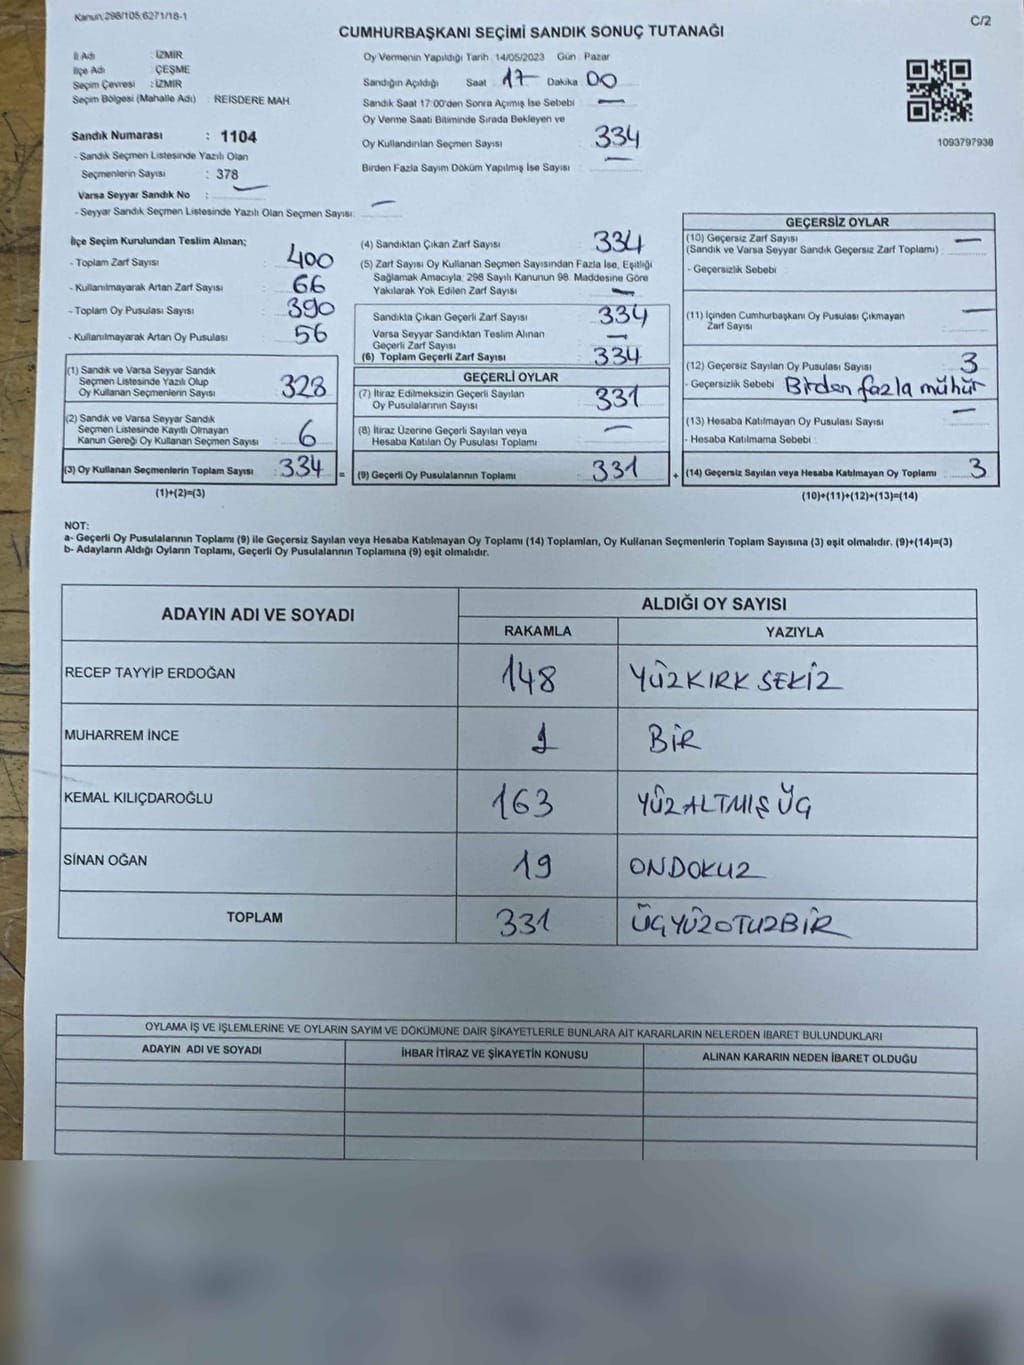 Kanun;298/105;6271/18-1
C/2
CUMHURBAŞKANI SEÇİMİ SANDIK SONUÇ TUTANAĞI
İl Adı : İZMİR
İlçe Adı : ÇEŞME
Seçim Çevresi : İZMİR
Seçim Bölgesi (Mahalle Adı) : REISDERE MAH.
Sandık Numarası : 1104
- Sandık Seçmen Listesinde Yazılı Olan
Seçmenlerin Sayısı : 378
Varsa Seyyar Sandık No : —
- Seyyar Sandık Seçmen Listesinde Yazılı Olan Seçmen Sayısı: —
Oy Vermenin Yapıldığı Tarih 14/05/2023 Gün Pazar
Sandığın Açıldığı Saat 17 Dakika 00
Sandık Saat 17:00'den Sonra Açımış İse Sebebi —
Oy Verme Saati Bitiminde Sırada Bekleyen ve
Oy Kullandırılan Seçmen Sayısı : 334
Birden Fazla Sayım Döküm Yapılmış İse Sayısı : —
1093797938
İlçe Seçim Kurulundan Teslim Alınan;
- Toplam Zarf Sayısı : 400
- Kullanılmayarak Artan Zarf Sayısı : 66
- Toplam Oy Pusulası Sayısı : 390
- Kullanılmayarak Artan Oy Pusulası : 56
(1) Sandık ve Varsa Seyyar Sandık
Seçmen Listesinde Yazılı Olup
Oy Kullanan Seçmenlerin Sayısı : 328
(2) Sandık ve Varsa Seyyar Sandık
Seçmen Listesinde Kayıtlı Olmayan
Kanun Gereği Oy Kullanan Seçmen Sayısı : 6
(3) Oy Kullanan Seçmenlerin Toplam Sayısı : 334 =
(1)+(2)=(3)
(4) Sandıktan Çıkan Zarf Sayısı : 334
(5) Zarf Sayısı Oy Kullanan Seçmen Sayısından Fazla İse, Eşitliği
Sağlamak Amacıyla; 298 Sayılı Kanunun 98. Maddesine Göre
Yakılarak Yok Edilen Zarf Sayısı : —
Sandıkta Çıkan Geçerli Zarf Sayısı : 334
Varsa Seyyar Sandıktan Teslim Alınan
Geçerli Zarf Sayısı : —
(6) Toplam Geçerli Zarf Sayısı : 334
GEÇERLİ OYLAR
(7) İtiraz Edilmeksizin Geçerli Sayılan
Oy Pusulalarının Sayısı : 331
(8) İtiraz Üzerine Geçerli Sayılan veya
Hesaba Katılan Oy Pusulası Toplamı : —
(9) Geçerli Oy Pusulalarının Toplamı : 331 +
GEÇERSİZ OYLAR
(10) Geçersiz Zarf Sayısı : —
(Sandık ve Varsa Seyyar Sandık Geçersiz Zarf Toplamı) :
- Geçersizlik Sebebi :
(11) İçinden Cumhurbaşkanı Oy Pusulası Çıkmayan
Zarf Sayısı : —
(12) Geçersiz Sayılan Oy Pusulası Sayısı : 3
- Geçersizlik Sebebi : Birden fazla mühür
(13) Hesaba Katılmayan Oy Pusulası Sayısı : —
- Hesaba Katılmama Sebebi :
(14) Geçersiz Sayılan veya Hesaba Katılmayan Oy Toplamı : 3
(10)+(11)+(12)+(13)=(14)
NOT:
a- Geçerli Oy Pusulalarının Toplamı (9) ile Geçersiz Sayılan veya Hesaba Katılmayan Oy Toplamı (14) Toplamları, Oy Kullanan Seçmenlerin Toplam Sayısına (3) eşit olmalıdır. (9)+(14)=(3)
b- Adayların Aldığı Oyların Toplamı, Geçerli Oy Pusulalarının Toplamına (9) eşit olmalıdır.
ADAYIN ADI VE SOYADI
ALDIĞI OY SAYISI
RAKAMLA YAZIYLA
RECEP TAYYİP ERDOĞAN 148 YÜZKIRK SEKİZ
MUHARREM İNCE 1 BİR
KEMAL KILIÇDAROĞLU 163 YÜZALTMIŞ ÜÇ
SİNAN OĞAN 19 ONDOKUZ
TOPLAM 331 ÜÇYÜZOTUZBİR
OYLAMA İŞ VE İŞLEMLERİNE VE OYLARIN SAYIM VE DÖKÜMÜNE DAİR ŞİKAYETLERLE BUNLARA AİT KARARLARIN NELERDEN İBARET BULUNDUKLARI
ADAYIN ADI VE SOYADI İHBAR İTİRAZ VE ŞİKAYETİN KONUSU ALINAN KARARIN NEDEN İBARET OLDUĞU